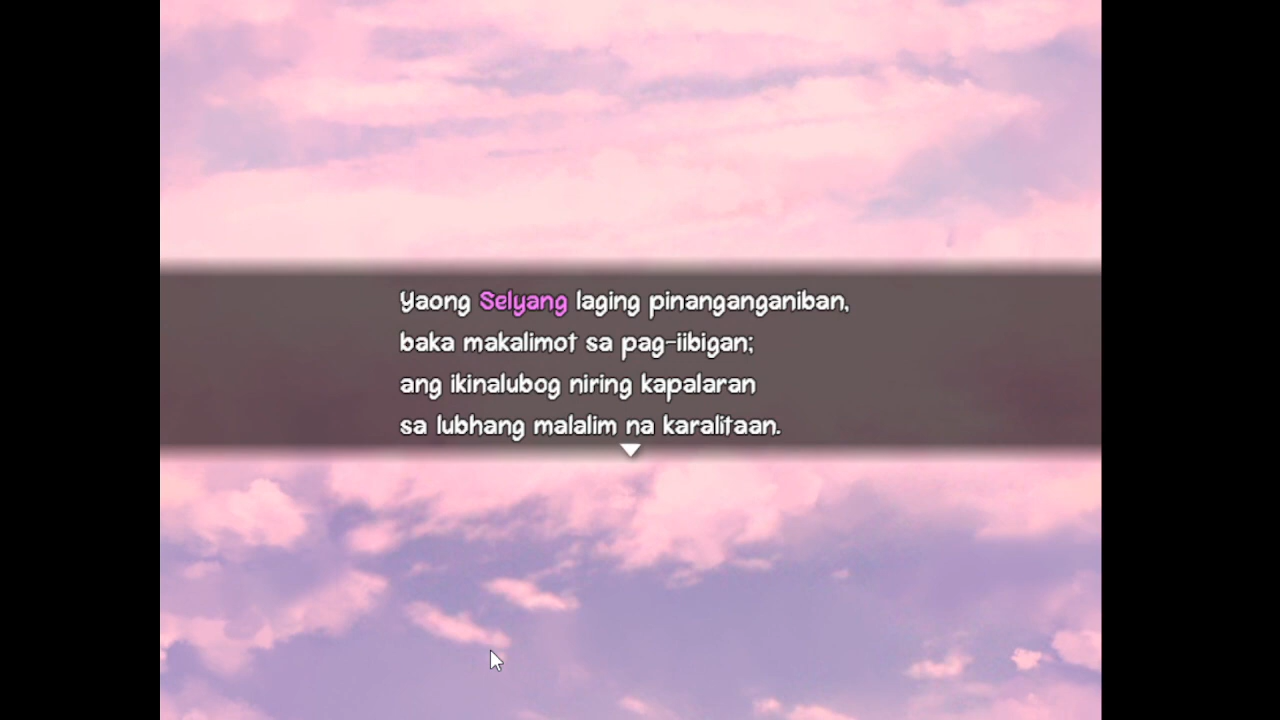 Yaong Selyang laging pinanganganiban,
baka makalimot sa pag-iibigan;
ang ikinalubog niring kapalaran
sa lubhang malalim na karalitaan.